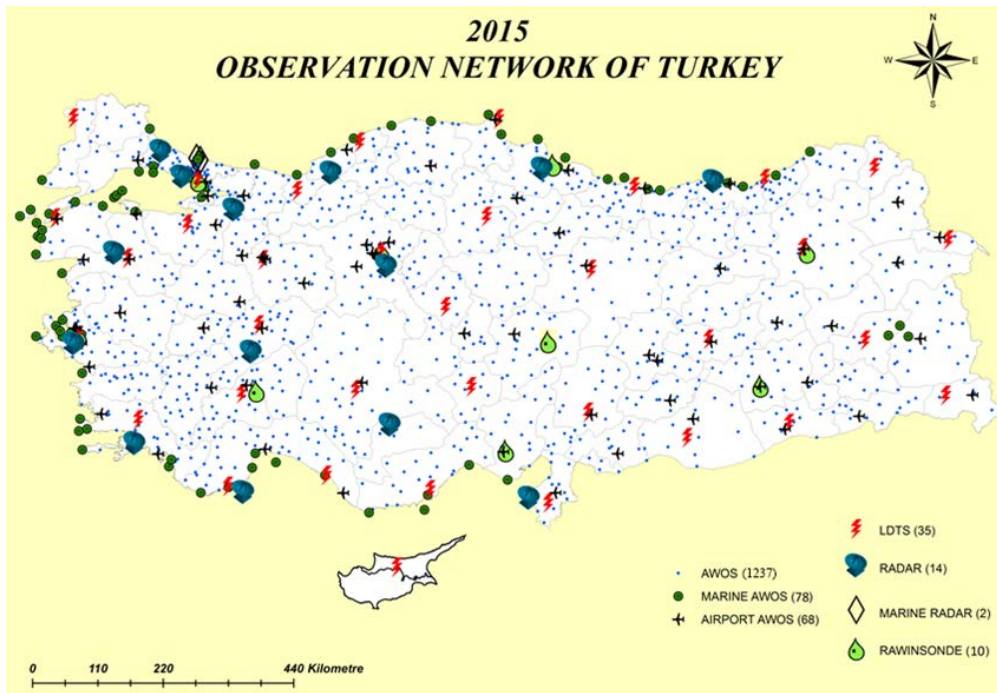 2015
OBSERVATION NETWORK OF TURKEY
N
W E
S
LDTS (35)
RADAR (14)
MARINE RADAR (2)
RAWINSONDE (10)
AWOS (1237)
MARINE AWOS (78)
AIRPORT AWOS (68)
0 110 220 440 Kilometre